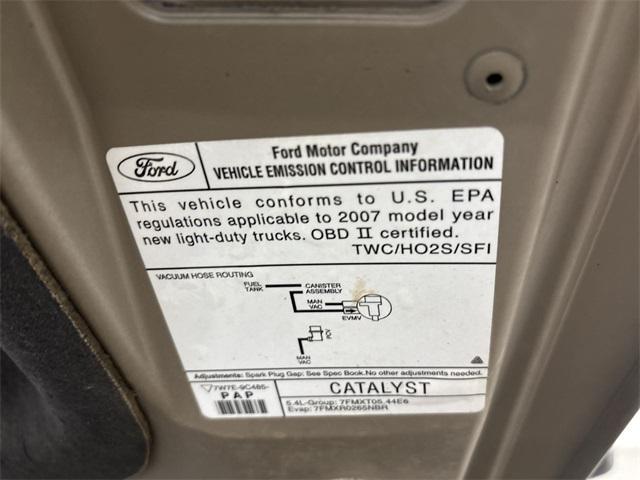 Ford
Ford Motor Company
VEHICLE EMISSION CONTROL INFORMATION
This vehicle conforms to U.S. EPA
regulations applicable to 2007 model year
new light-duty trucks. OBD II certified.
TWC/HO2S/SFI
VACUUM HOSE ROUTING
FUEL
TANK
CANISTER
ASSEMBLY
MAN
VAC
EVMV
PCV
MAN
VAC
Adjustments: Spark Plug Gap: See Spec Book. No other adjustments needed.
7W7E-9C485-
PAP
CATALYST
5.4L-Group: 7FMXT05.44E6
Evap: 7FMXR0265NBR